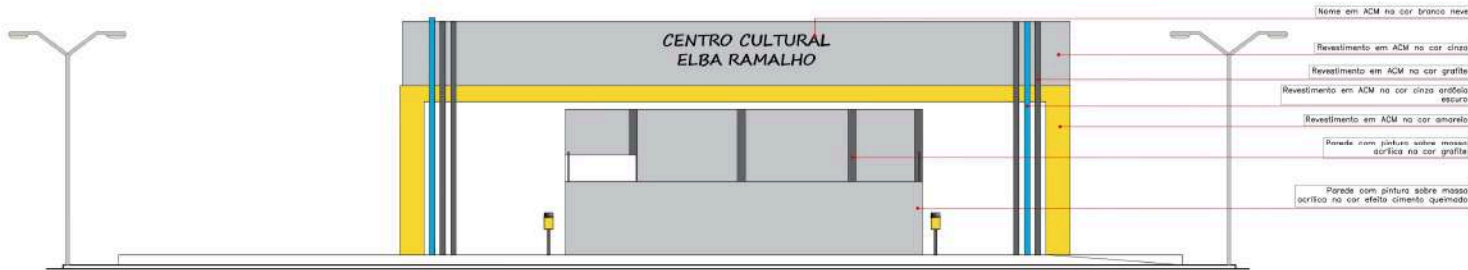 CENTRO CULTURAL
ELBA RAMALHO
Nome em ACM na cor branco neve
Revestimento em ACM na cor cinza
Revestimento em ACM na cor grafite
Revestimento em ACM na cor cinza ardósia
escuro
Revestimento em ACM na cor amarelo
Parede com pintura sobre massa
acrílica na cor grafite
Parede com pintura sobre massa
acrílica na cor efeito cimento queimado